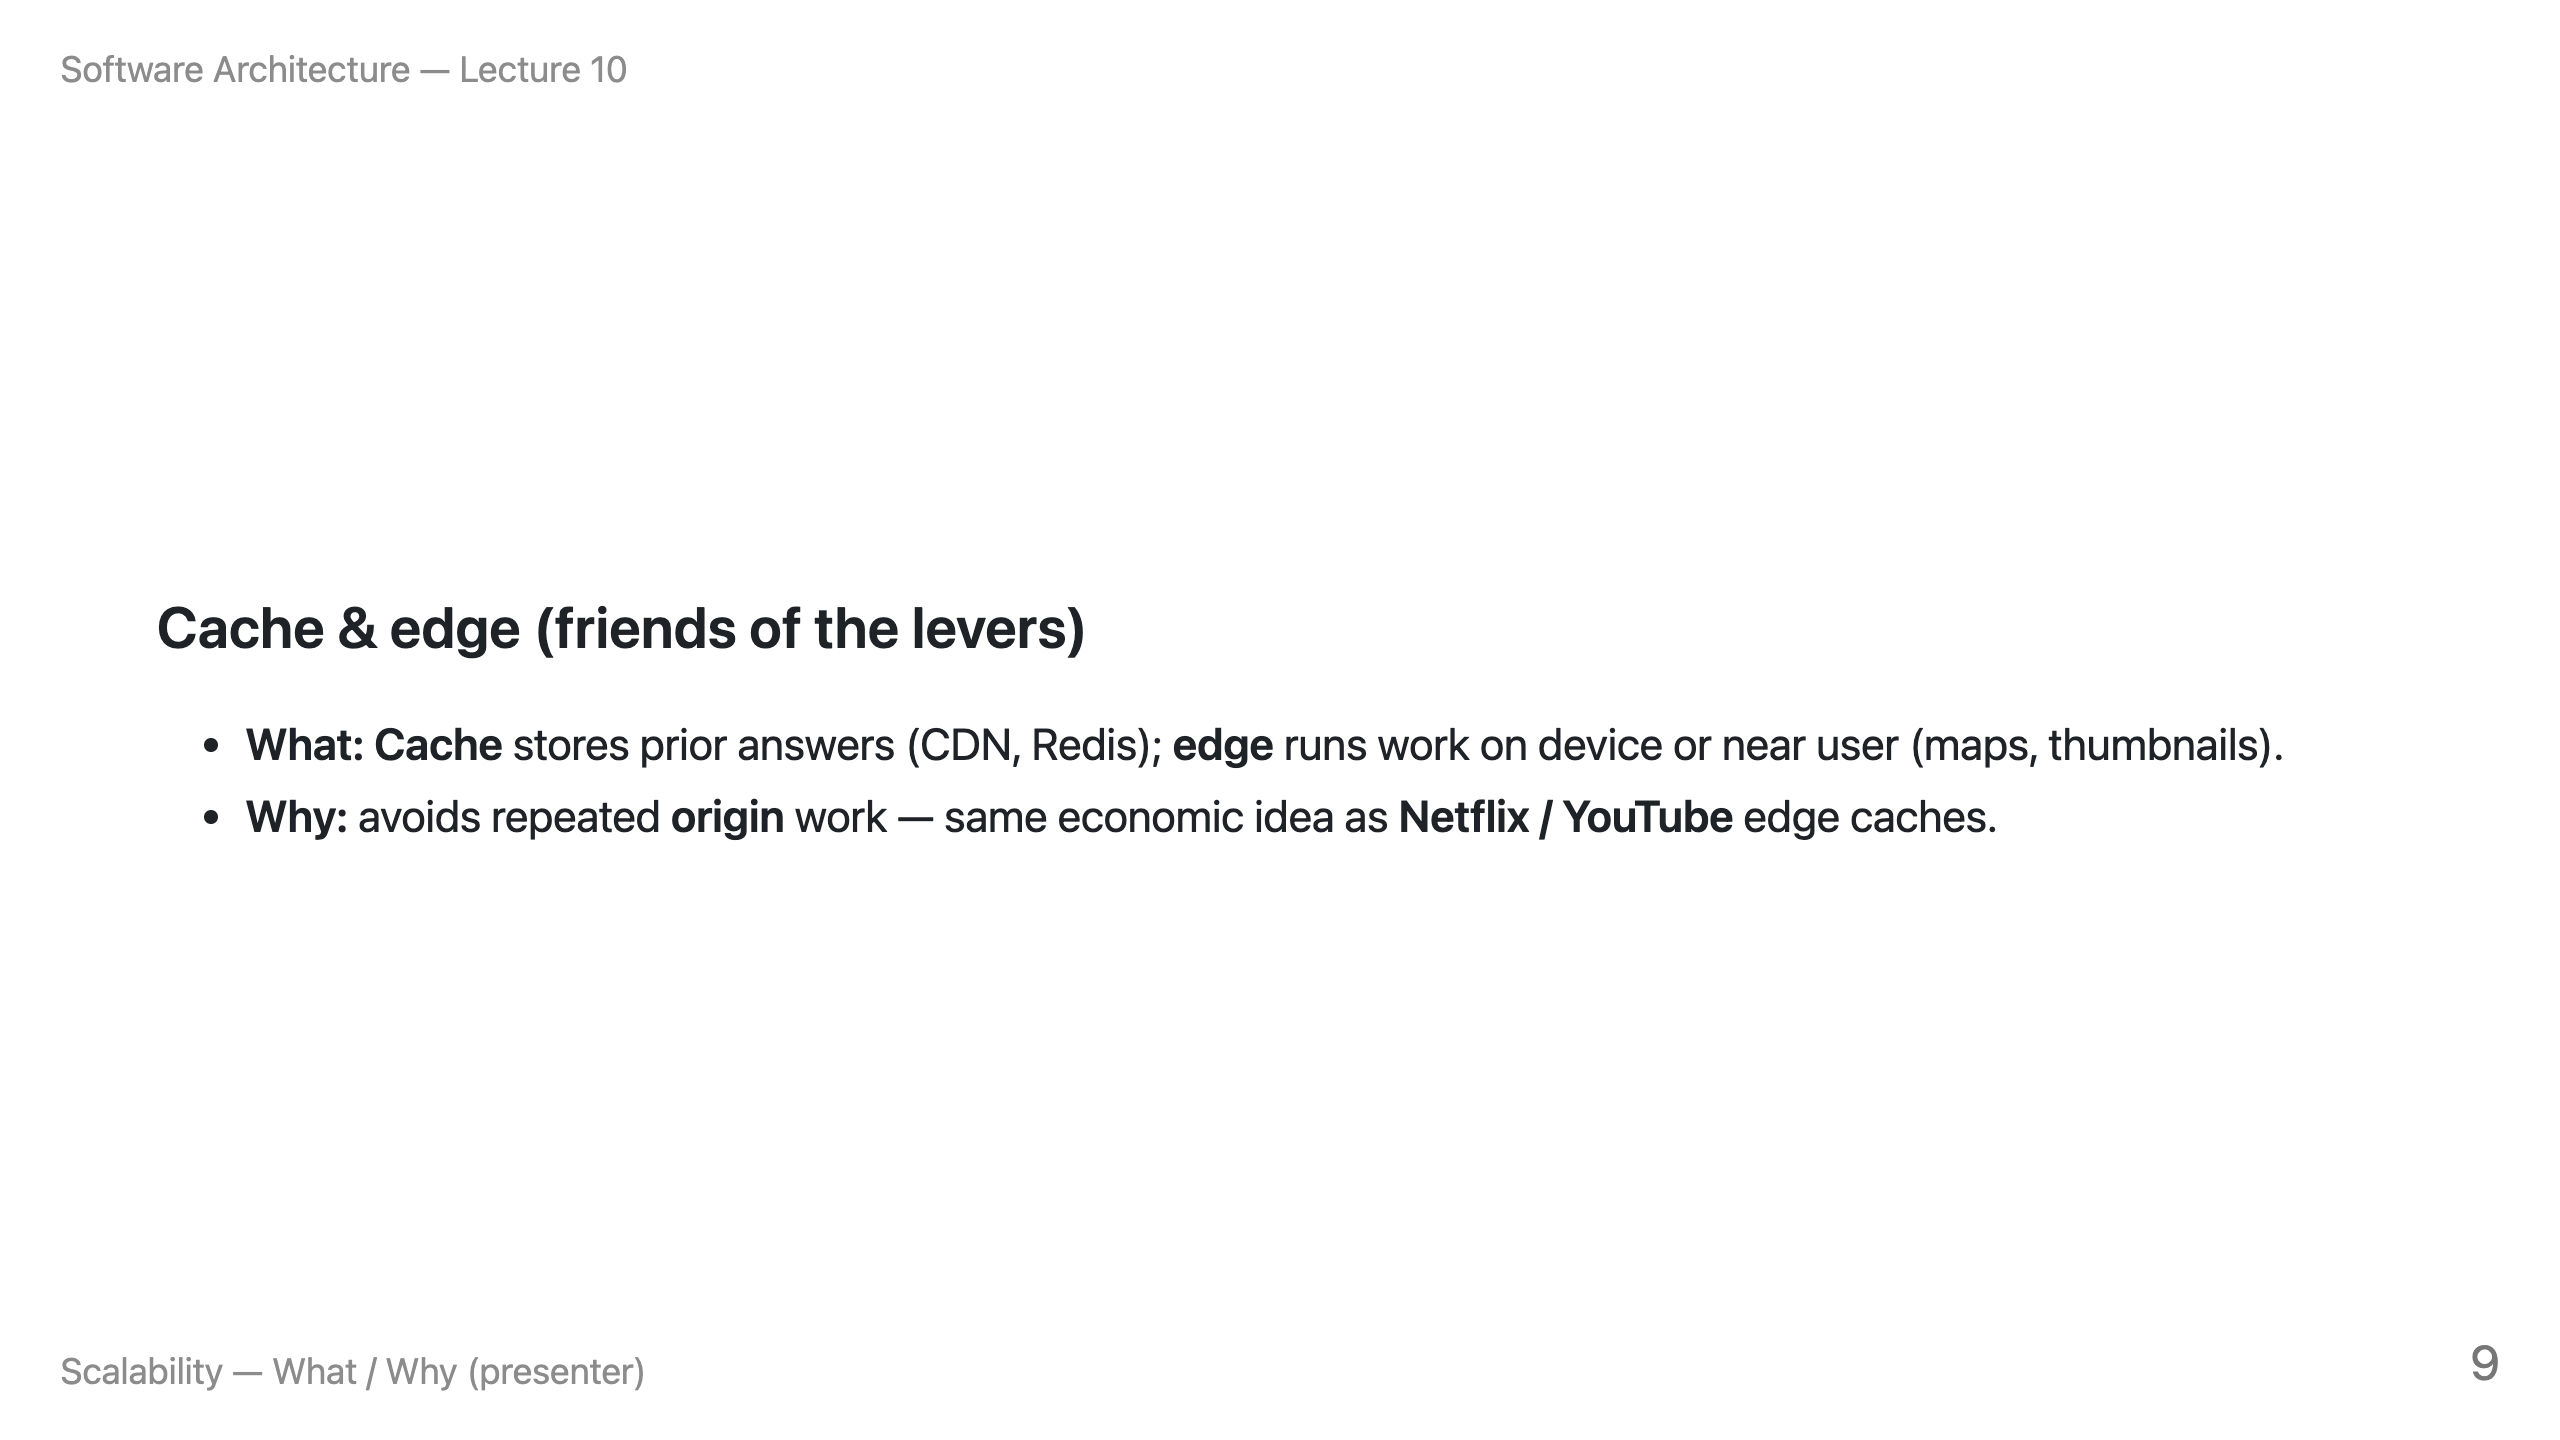 Software Architecture — Lecture 10
Cache & edge (friends of the levers)
• What: Cache stores prior answers (CDN, Redis); edge runs work on device or near user (maps, thumbnails).
• Why: avoids repeated origin work — same economic idea as Netflix / YouTube edge caches.
Scalability — What / Why (presenter)
9